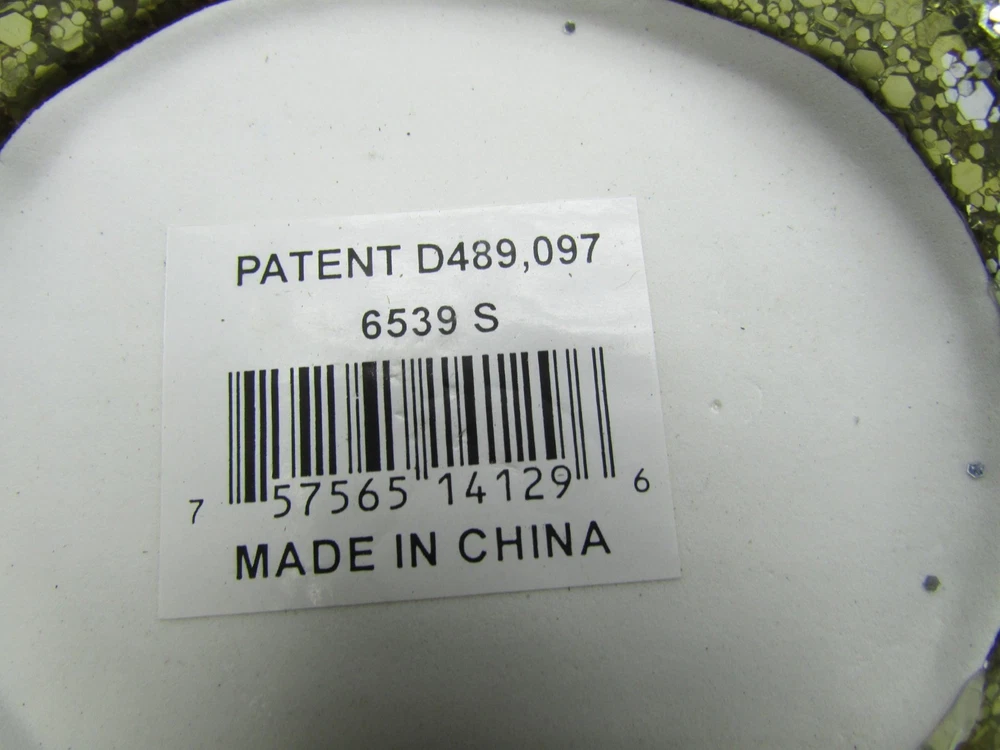 PATENT D489,097
6539 S
7 57565 14129 6
MADE IN CHINA